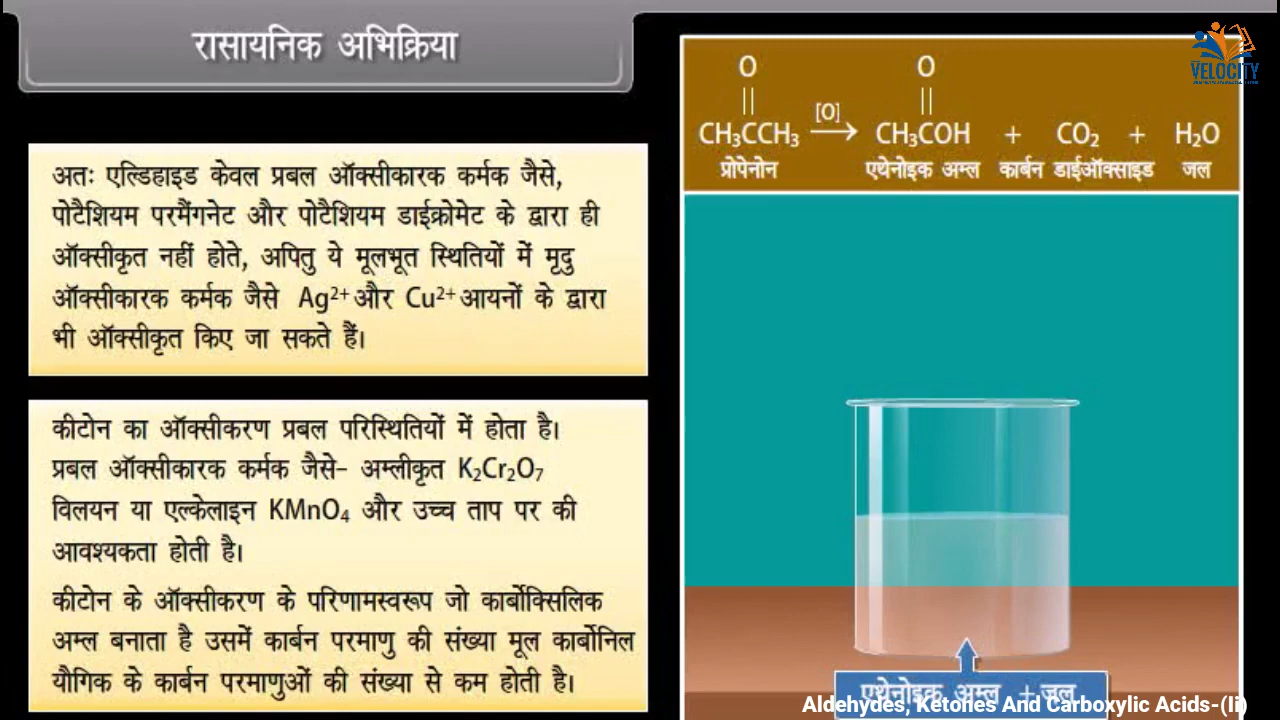 रासायनिक अभिक्रिया
अतः एल्डिहाइड केवल प्रबल ऑक्सीकारक कर्मक जैसे,
पोटैशियम परमैंगनेट और पोटैशियम डाईक्रोमेट के द्वारा ही
ऑक्सीकृत नहीं होते, अपितु ये मूलभूत स्थितियों में मृदु
ऑक्सीकारक कर्मक जैसे Ag²⁺ और Cu²⁺ आयनों के द्वारा
भी ऑक्सीकृत किए जा सकते हैं।
कीटोन का ऑक्सीकरण प्रबल परिस्थितियों में होता है।
प्रबल ऑक्सीकारक कर्मक जैसे- अम्लीकृत K₂Cr₂O₇
विलयन या एल्केलाइन KMnO₄ और उच्च ताप पर की
आवश्यकता होती है।
कीटोन के ऑक्सीकरण के परिणामस्वरूप जो कार्बोक्सिलिक
अम्ल बनाता है उसमें कार्बन परमाणु की संख्या मूल कार्बोनिल
यौगिक के कार्बन परमाणुओं की संख्या से कम होती है।
VELOCITY
O O
|| ||
CH₃CCH₃ [O]→ CH₃COH + CO₂ + H₂O
प्रोपेनोन एथेनोइक अम्ल कार्बन डाईऑक्साइड जल
एथेनोइक अम्ल + जल
Aldehydes, Ketones And Carboxylic Acids-(Ii)